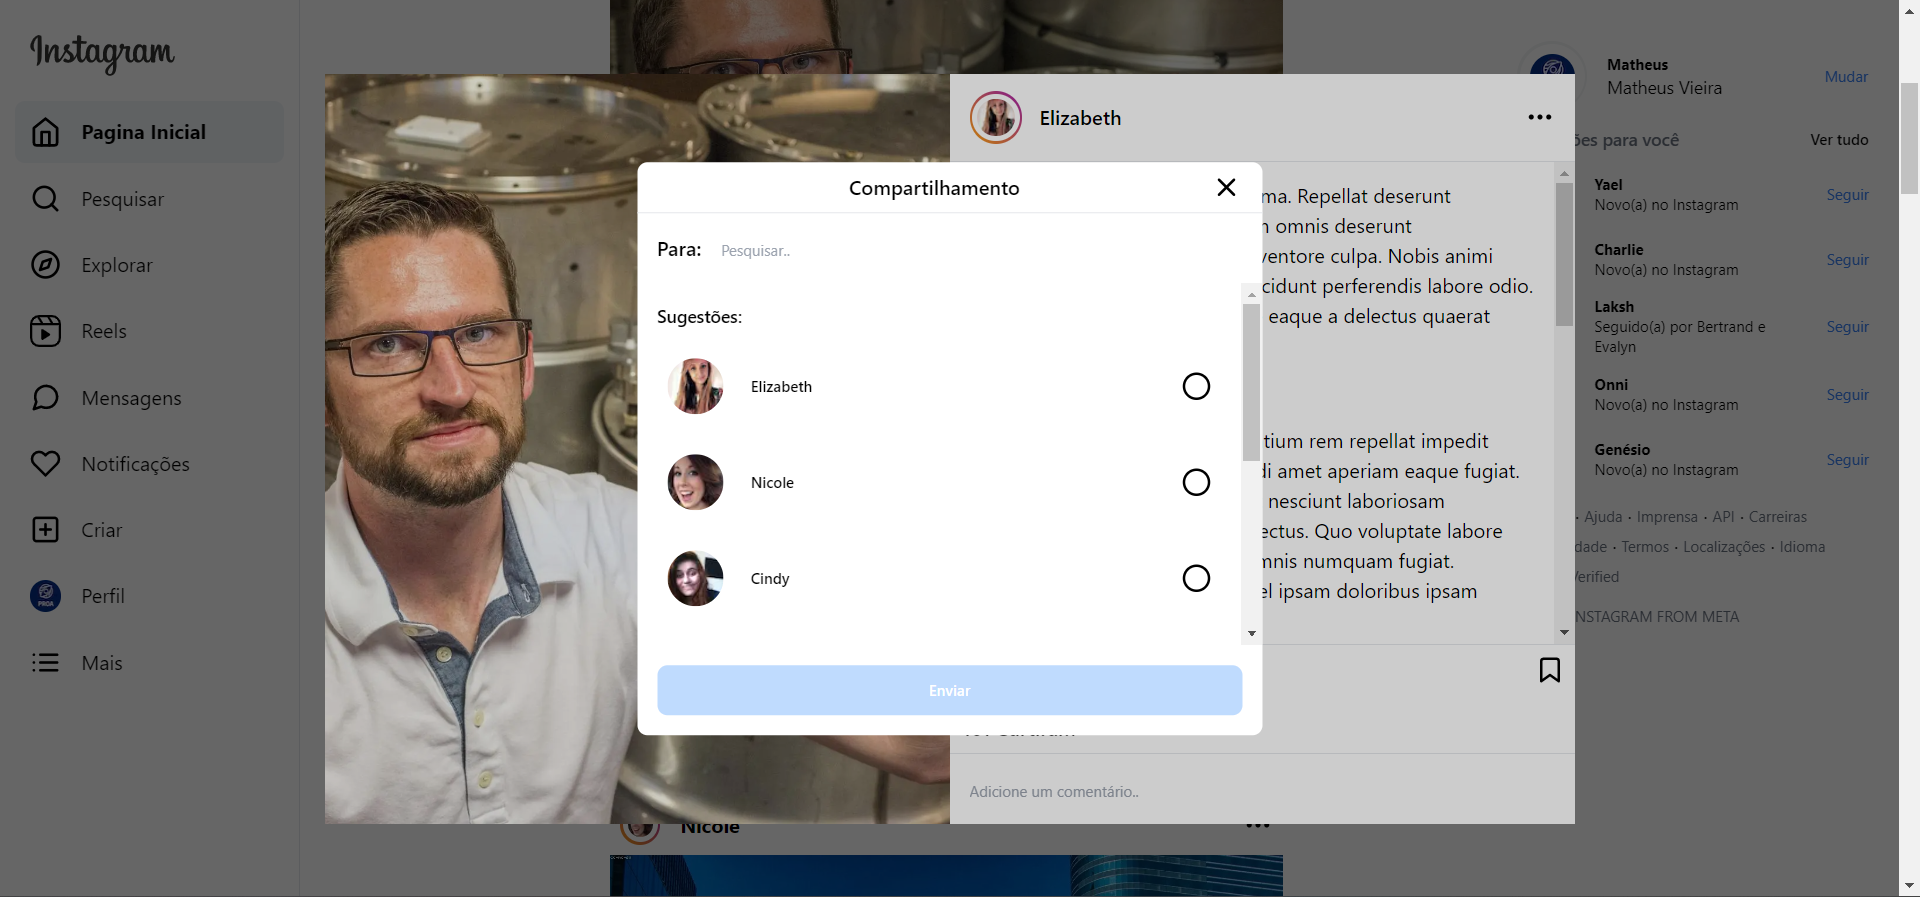 Instagram
Pagina Inicial
Pesquisar
Explorar
Reels
Mensagens
Notificações
Criar
Perfil
Mais
Elizabeth
ma. Repellat deserunt
omnis deserunt
ventore culpa. Nobis animi
cidunt perferendis labore odio.
eaque a delectus quaerat
tium rem repellat impedit
di amet aperiam eaque fugiat.
nesciunt laboriosam
ectus. Quo voluptate labore
mnis numquam fugiat.
el ipsam doloribus ipsam
Adicione um comentário..
Compartilhamento
Para: Pesquisar..
Sugestões:
Elizabeth
Nicole
Cindy
Enviar
Nicole
Matheus
Matheus Vieira
Mudar
ões para você
Ver tudo
Yael
Novo(a) no Instagram
Seguir
Charlie
Novo(a) no Instagram
Seguir
Laksh
Seguido(a) por Bertrand e
Evalyn
Seguir
Onni
Novo(a) no Instagram
Seguir
Genésio
Novo(a) no Instagram
Seguir
· Ajuda · Imprensa · API · Carreiras
dade · Termos · Localizações · Idioma
Verified
NSTAGRAM FROM META